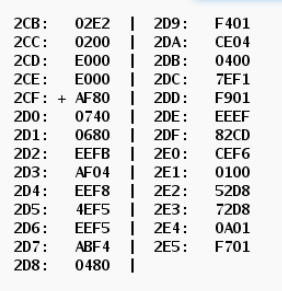 2CB: 02E2 | 2D9: F401
2CC: 0200 | 2DA: CE04
2CD: E000 | 2DB: 0400
2CE: E000 | 2DC: 7EF1
2CF: + AF80 | 2DD: F901
2D0: 0740 | 2DE: EEEF
2D1: 0680 | 2DF: 82CD
2D2: EEFB | 2E0: CEF6
2D3: AF04 | 2E1: 0100
2D4: EEF8 | 2E2: 52D8
2D5: 4EF5 | 2E3: 72D8
2D6: EEF5 | 2E4: 0A01
2D7: ABF4 | 2E5: F701
2D8: 0480 |